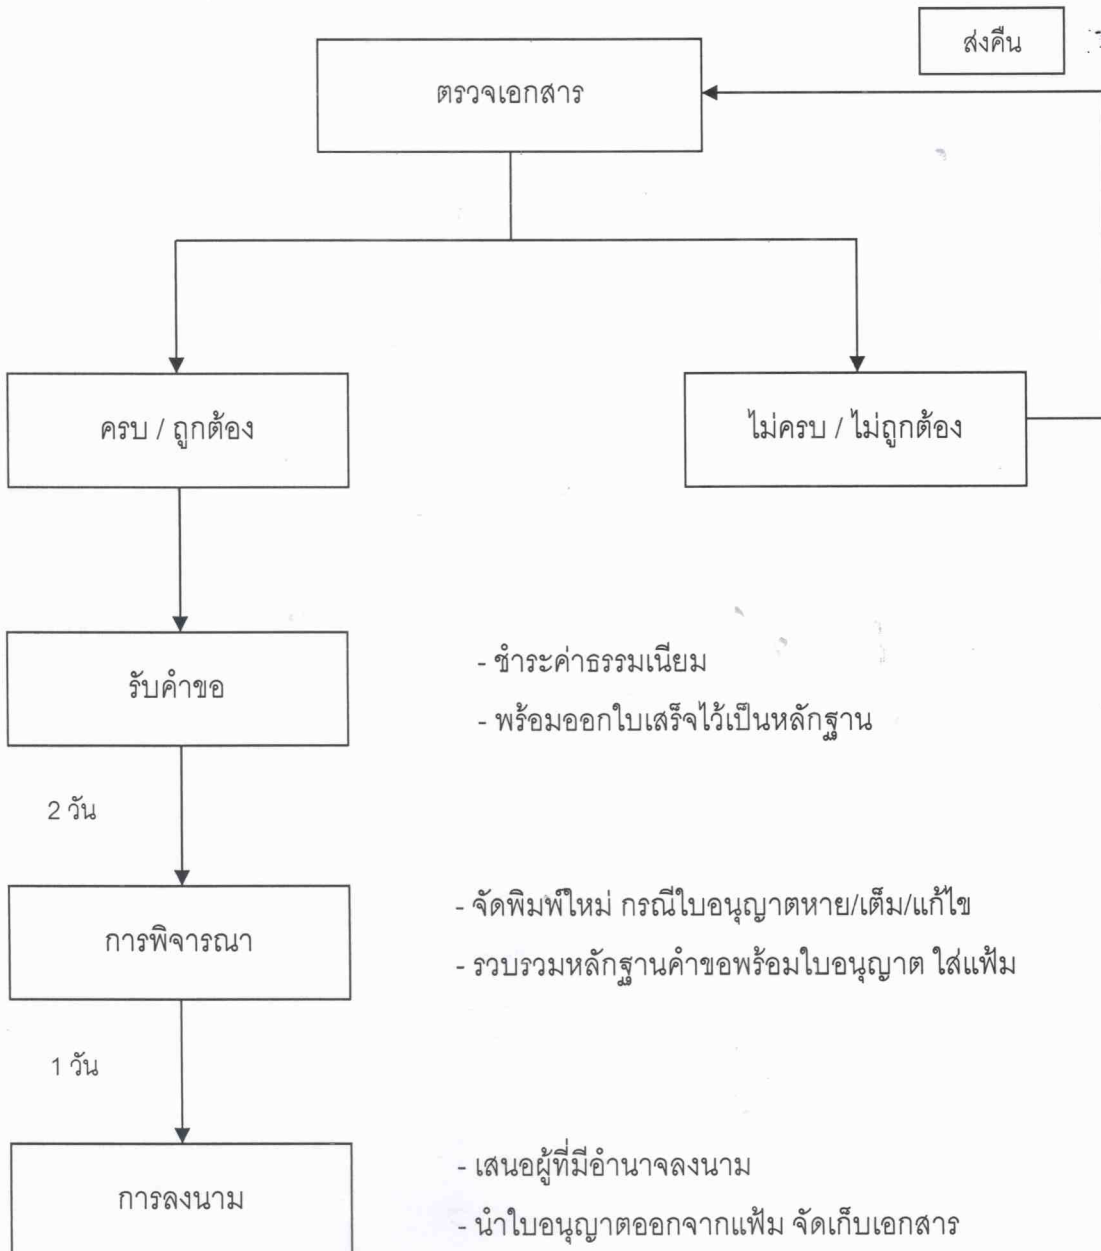 ส่งคืน
ตรวจเอกสาร
ครบ / ถูกต้อง
ไม่ครบ / ไม่ถูกต้อง
รับคำขอ
- ชำระค่าธรรมเนียม
- พร้อมออกใบเสร็จไว้เป็นหลักฐาน
2 วัน
การพิจารณา
- จัดพิมพ์ใหม่ กรณีใบอนุญาตหาย/เต็ม/แก้ไข
- รวบรวมหลักฐานคำขอพร้อมใบอนุญาต ใส่แฟ้ม
1 วัน
การลงนาม
- เสนอผู้ที่มีอำนาจลงนาม
- นำใบอนุญาตออกจากแฟ้ม จัดเก็บเอกสาร